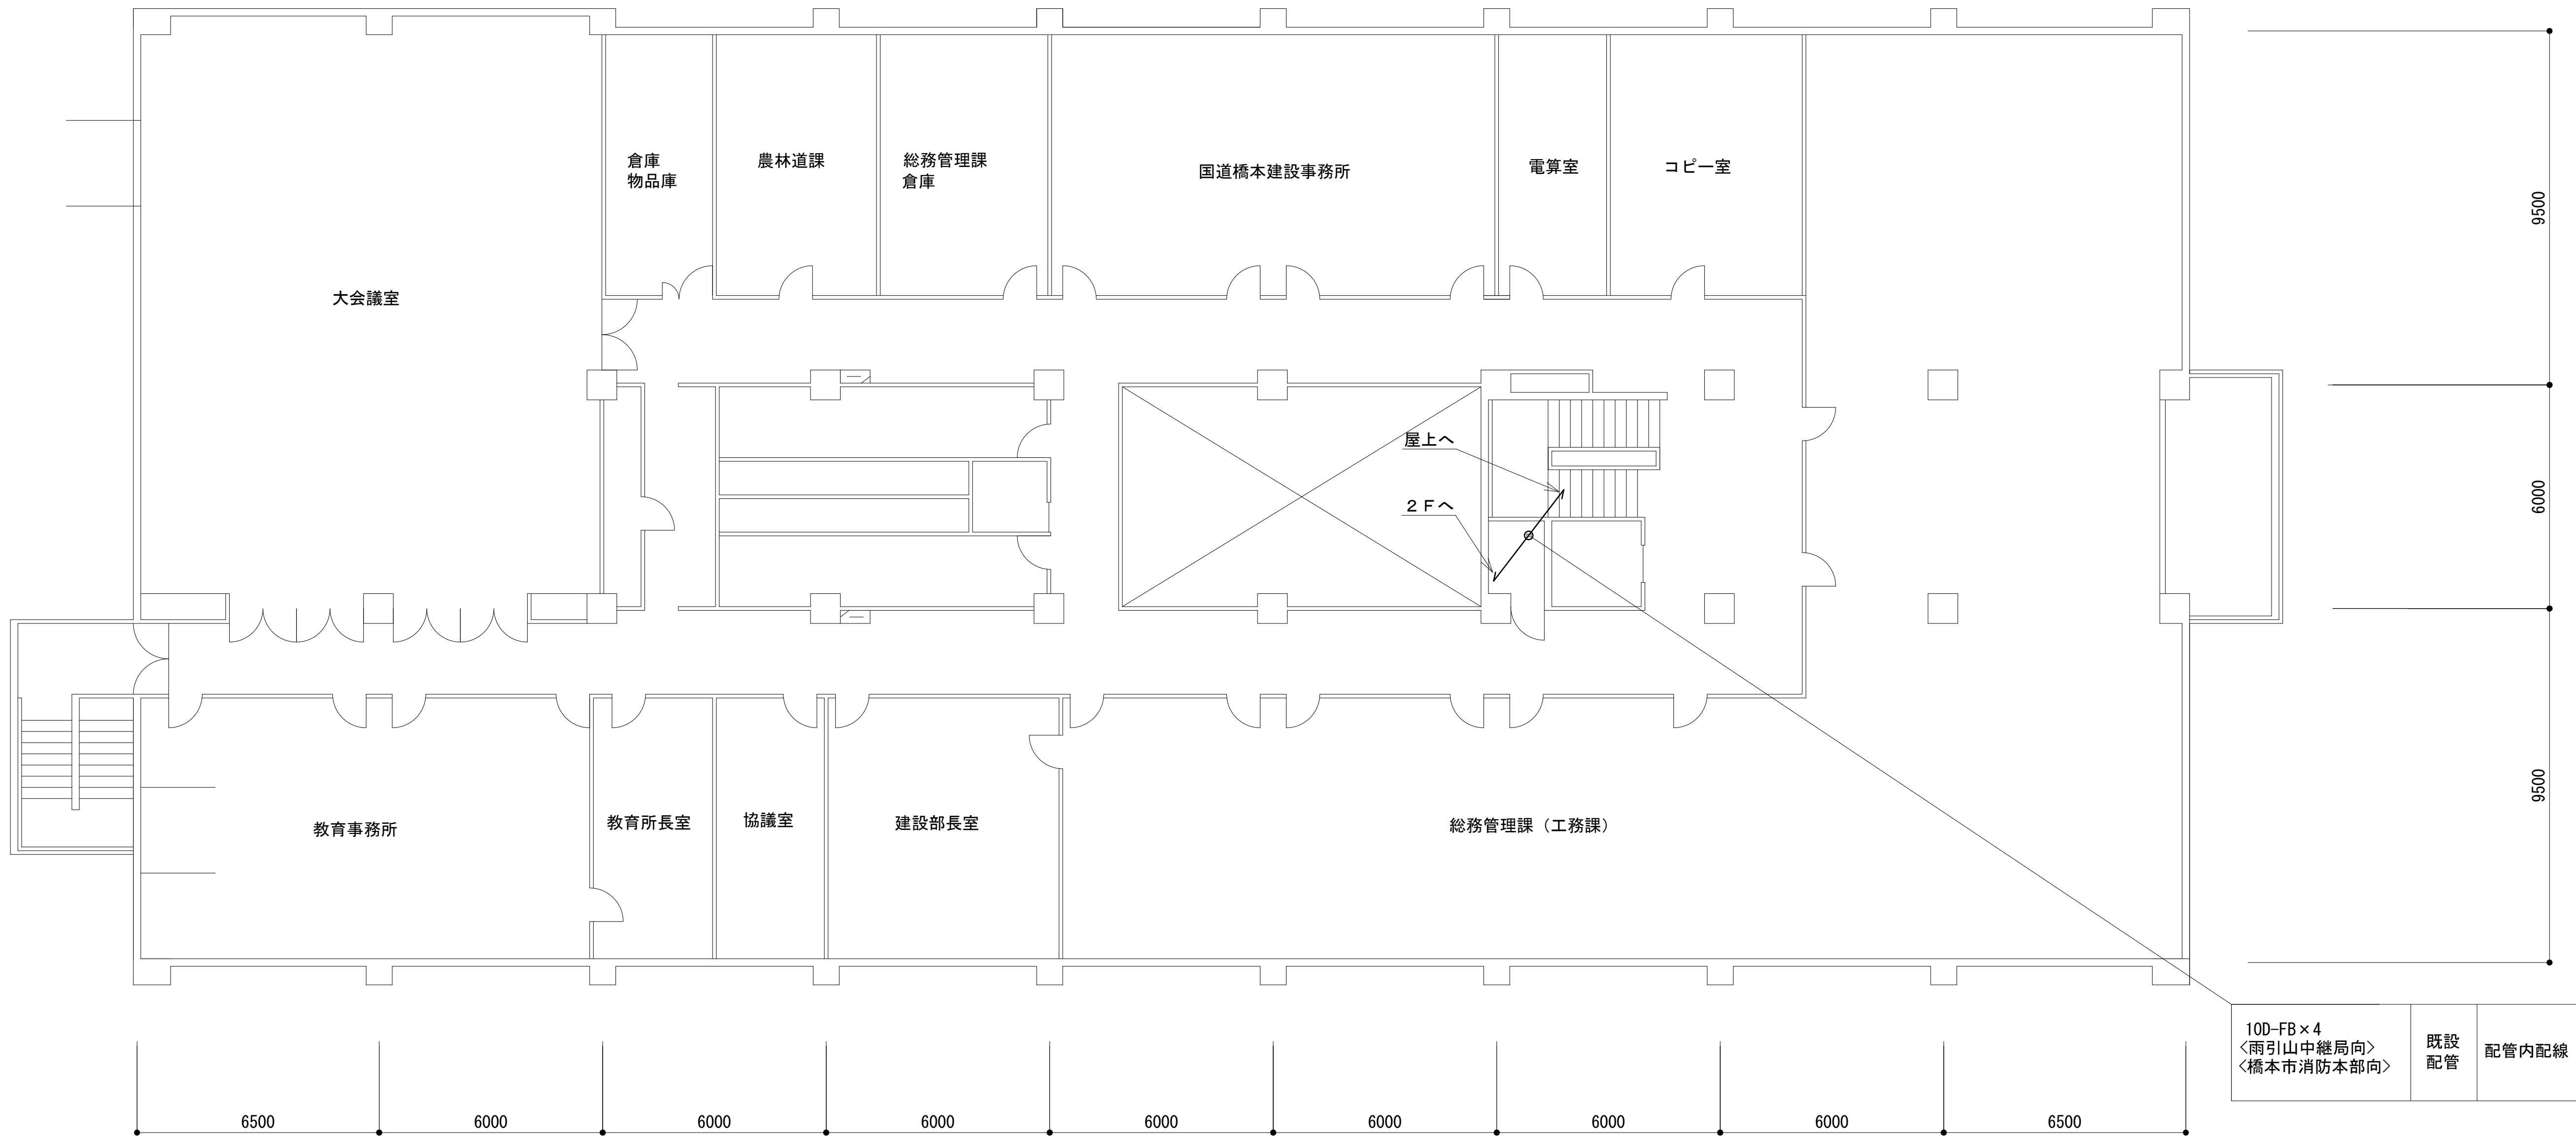 倉庫
物品庫
農林道課
総務管理課
倉庫
国道橋本建設事務所
電算室
コピー室
9500
大会議室
屋上へ
２Ｆへ
6000
教育事務所
教育所長室
協議室
建設部長室
総務管理課（工務課）
9500
10D-FB×4
<雨引山中継局向>
<橋本市消防本部向>
既設
配管
配管内配線
6500
6000
6000
6000
6000
6000
6000
6000
6500